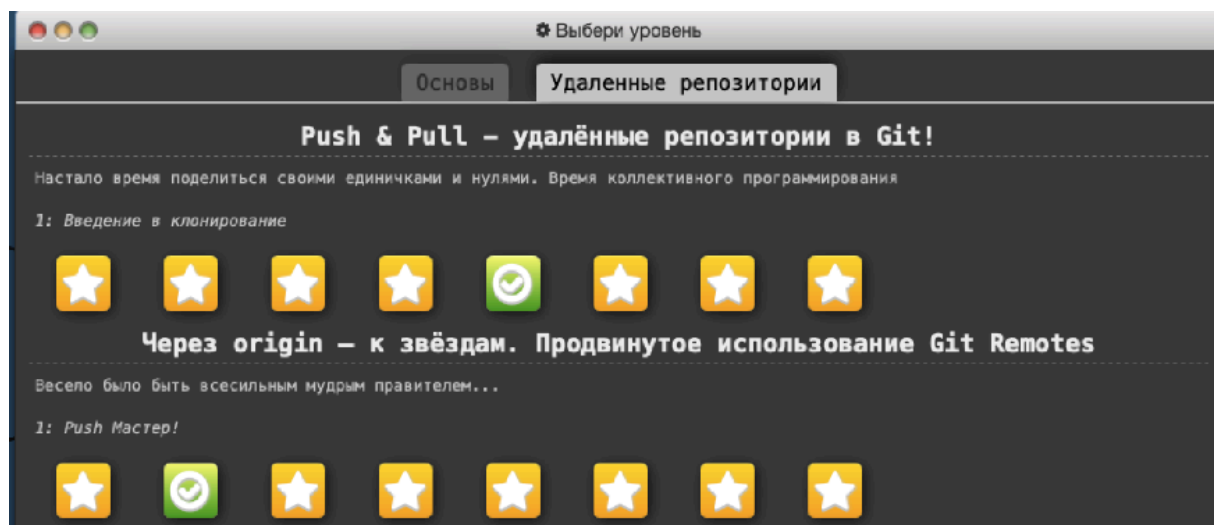 Выбери уровень
Основы
Удаленные репозитории
Push & Pull – удалённые репозитории в Git!
Настало время поделиться своими единичками и нулями. Время коллективного программирования
1: Введение в клонирование
Через origin – к звёздам. Продвинутое использование Git Remotes
Весело было быть всесильным мудрым правителем...
1: Push Мастер!